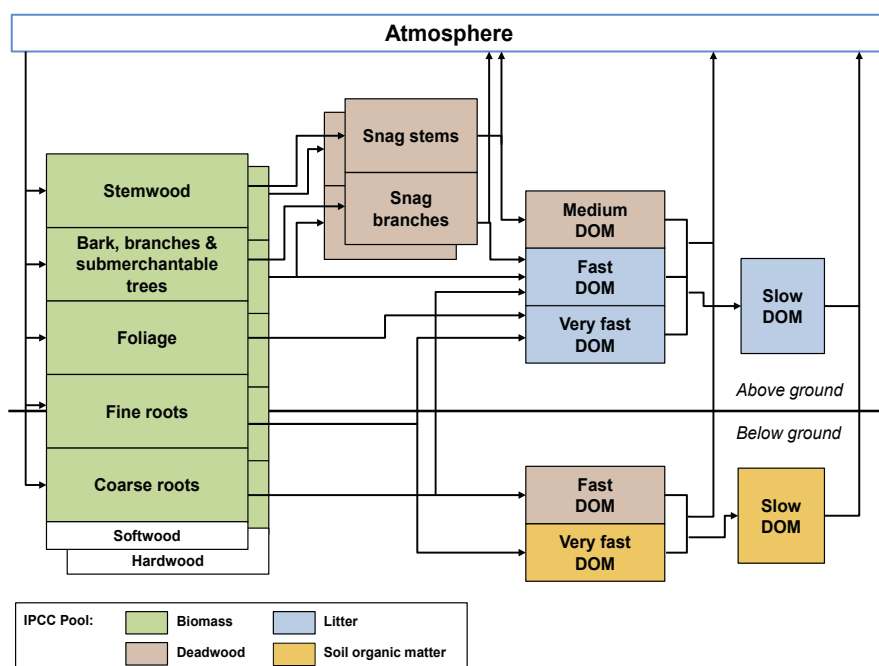 Atmosphere
Snag stems
Snag
branches
Stemwood
Bark, branches &
submerchantable
trees
Foliage
Fine roots
Coarse roots
Softwood
Hardwood
Medium
DOM
Fast
DOM
Very fast
DOM
Slow
DOM
Above ground
Below ground
Fast
DOM
Very fast
DOM
Slow
DOM
IPCC Pool:
Biomass
Litter
Deadwood
Soil organic matter